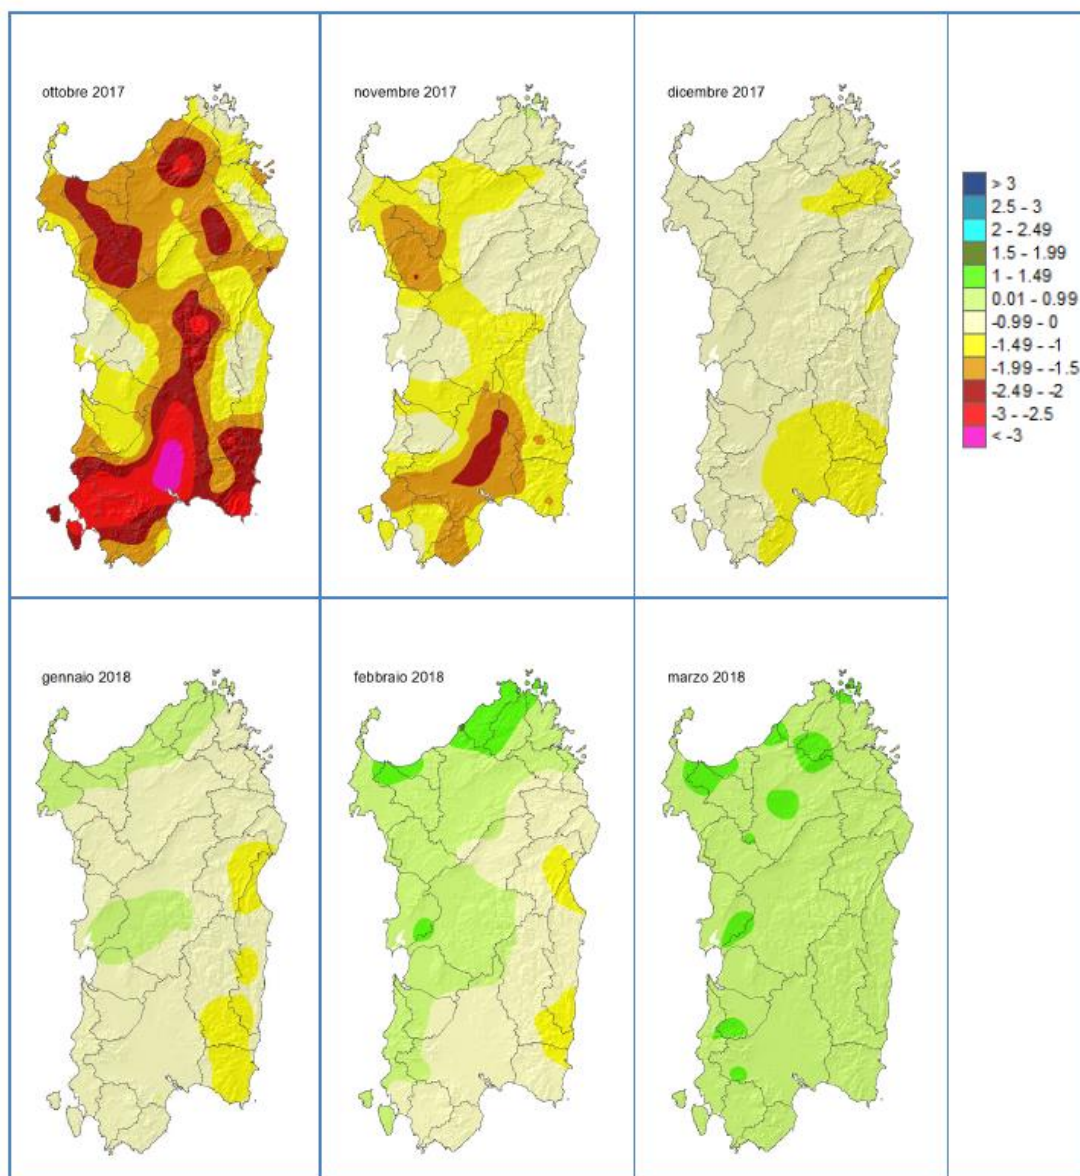 ottobre 2017
novembre 2017
dicembre 2017
> 3
2.5 - 3
2 - 2.49
1.5 - 1.99
1 - 1.49
0.01 - 0.99
-0.99 - 0
-1.49 - -1
-1.99 - -1.5
-2.49 - -2
-3 - -2.5
< -3
gennaio 2018
febbraio 2018
marzo 2018